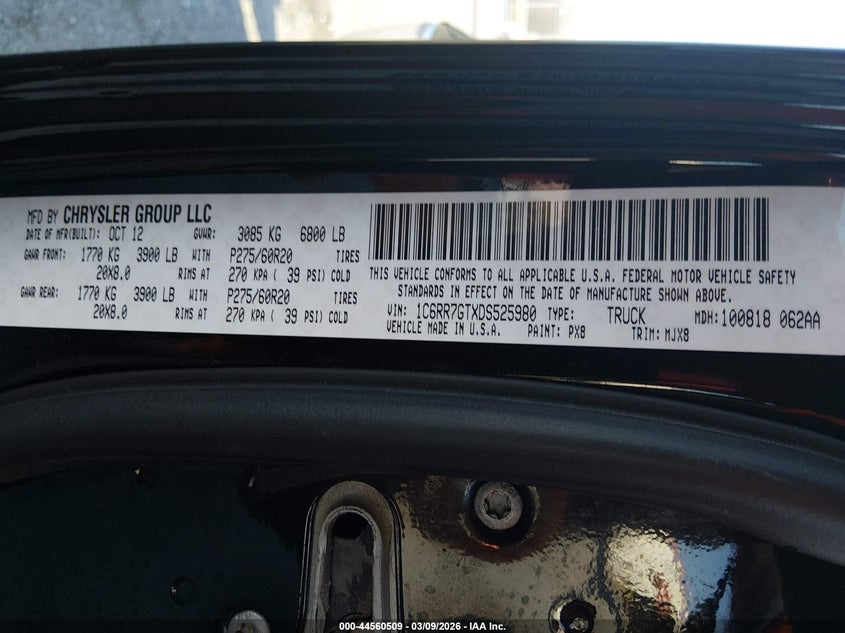 MFD BY CHRYSLER GROUP LLC
DATE OF MFR(BUILT): OCT 12 GVWR: 3085 KG 6800 LB
GAWR FRONT: 1770 KG 3900 LB WITH P275/60R20 TIRES
20X8.0 RIMS AT 270 KPA ( 39 PSI) COLD
GAWR REAR: 1770 KG 3900 LB WITH P275/60R20 TIRES
20X8.0 RIMS AT 270 KPA ( 39 PSI) COLD
THIS VEHICLE CONFORMS TO ALL APPLICABLE U.S.A. FEDERAL MOTOR VEHICLE SAFETY
STANDARDS IN EFFECT ON THE DATE OF MANUFACTURE SHOWN ABOVE.
VIN: 1C6RR7GTXDS525980 TYPE: TRUCK MDH: 100818 062AA
VEHICLE MADE IN U.S.A. PAINT: PX8 TRIM: MJX8
000-44560509 - 03/09/2026 - IAA Inc.